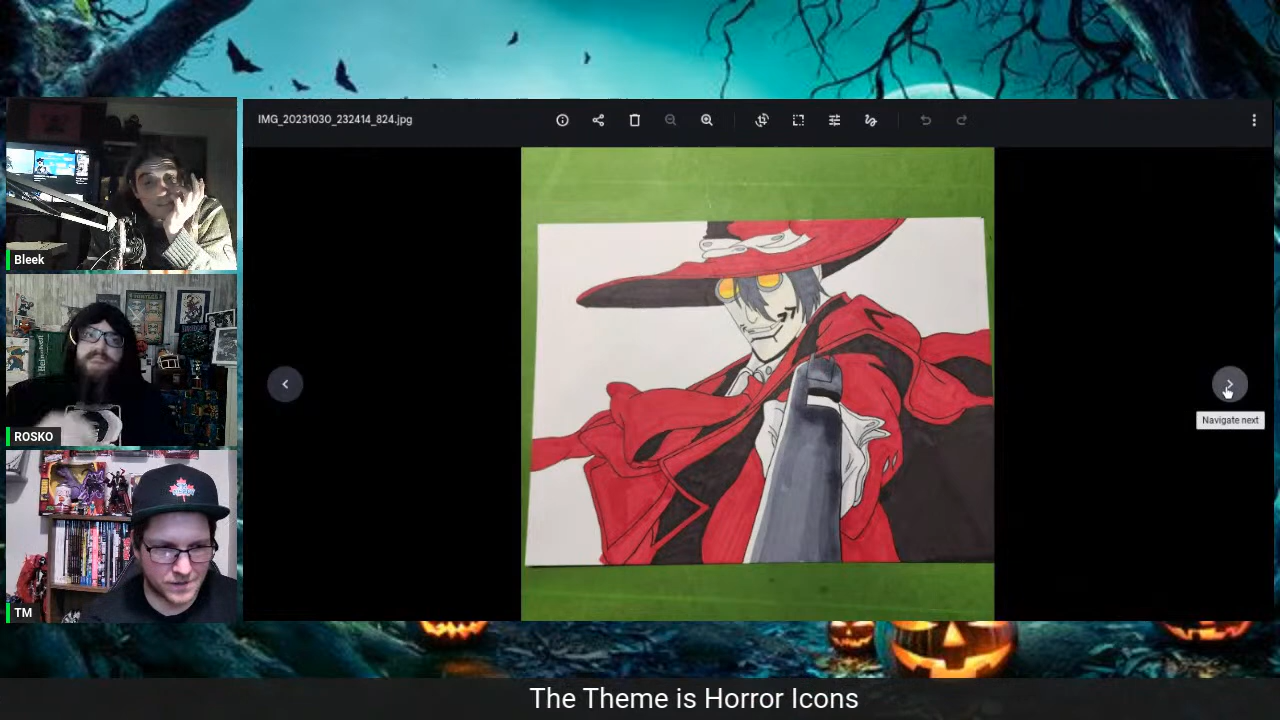 IMG_20231030_232414_824.jpg
Bleek
ROSKO
TM
Navigate next
The Theme is Horror Icons